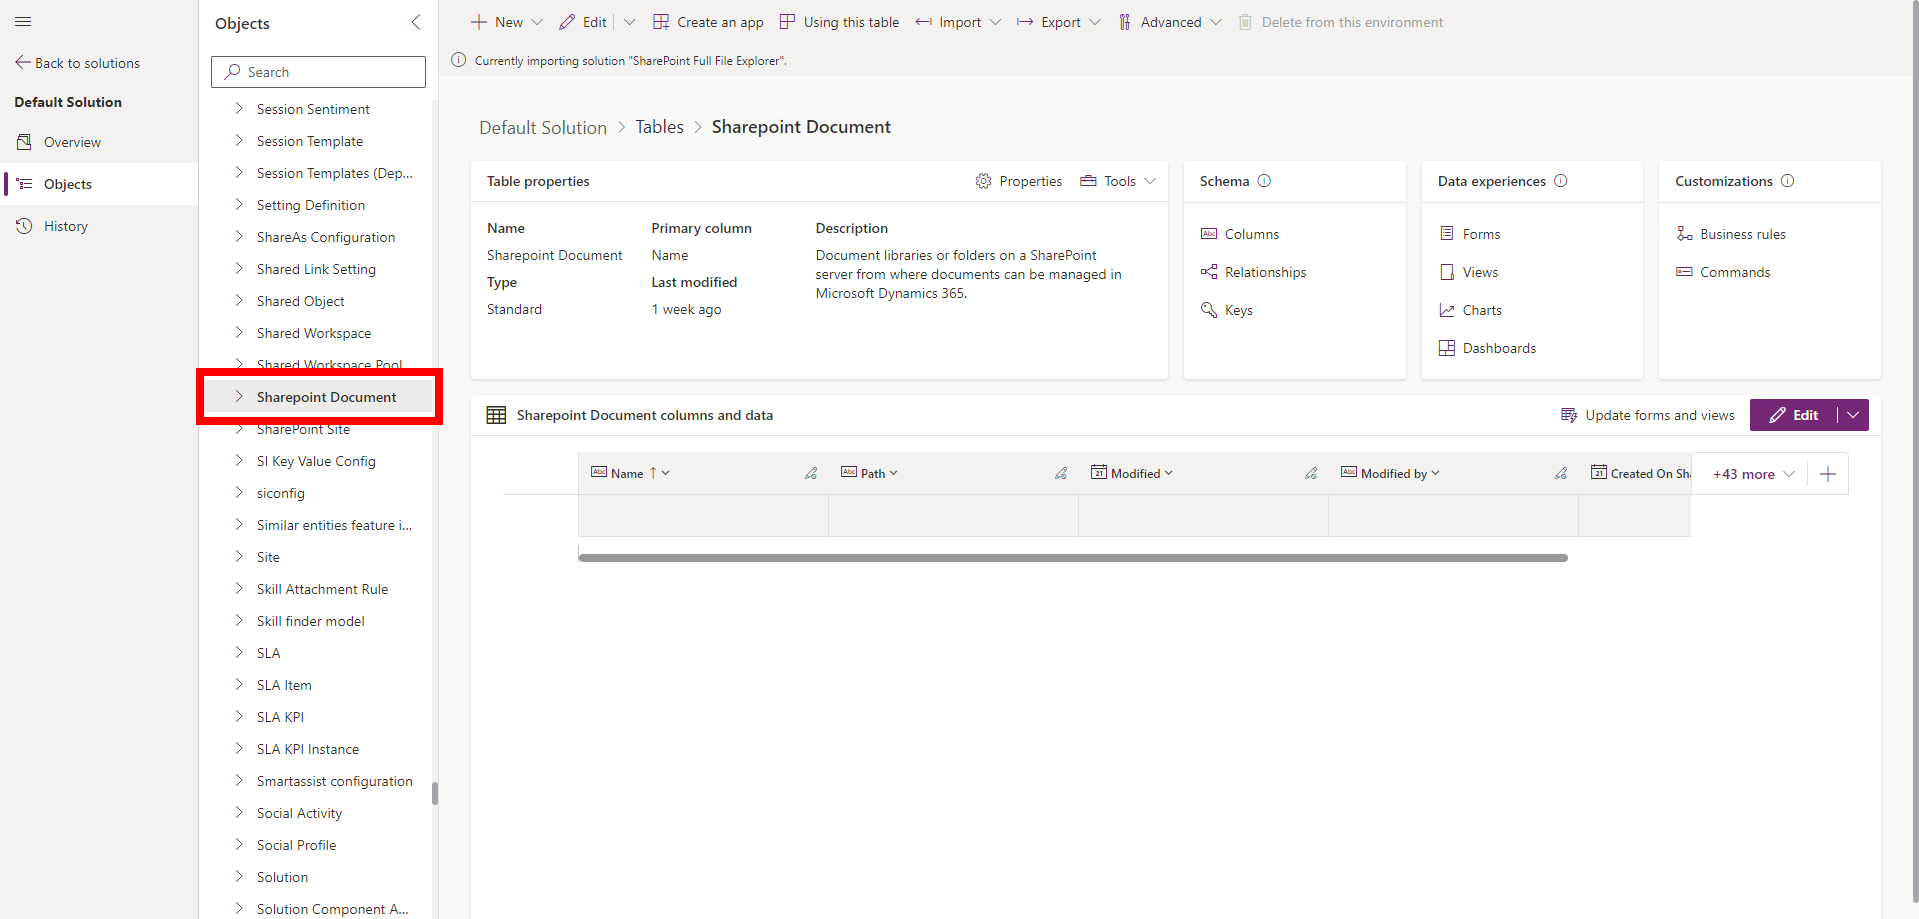 Back to solutions
Default Solution
Overview
Objects
History
Objects
Search
Session Sentiment
Session Template
Session Templates (Dep...
Setting Definition
ShareAs Configuration
Shared Link Setting
Shared Object
Shared Workspace
Shared Workspace Pool
Sharepoint Document
SharePoint Site
SI Key Value Config
siconfig
Similar entities feature i...
Site
Skill Attachment Rule
Skill finder model
SLA
SLA Item
SLA KPI
SLA KPI Instance
Smartassist configuration
Social Activity
Social Profile
Solution
Solution Component A...
New Edit Create an app Using this table Import Export Advanced Delete from this environment
Currently importing solution "SharePoint Full File Explorer".
Default Solution > Tables > Sharepoint Document
Table properties Properties Tools
Name Primary column Description
Sharepoint Document Name Document libraries or folders on a SharePoint
server from where documents can be managed in
Microsoft Dynamics 365.
Type Last modified
Standard 1 week ago
Schema
Columns
Relationships
Keys
Data experiences
Forms
Views
Charts
Dashboards
Customizations
Business rules
Commands
Sharepoint Document columns and data Update forms and views Edit
Name Path Modified Modified by Created On Sha +43 more